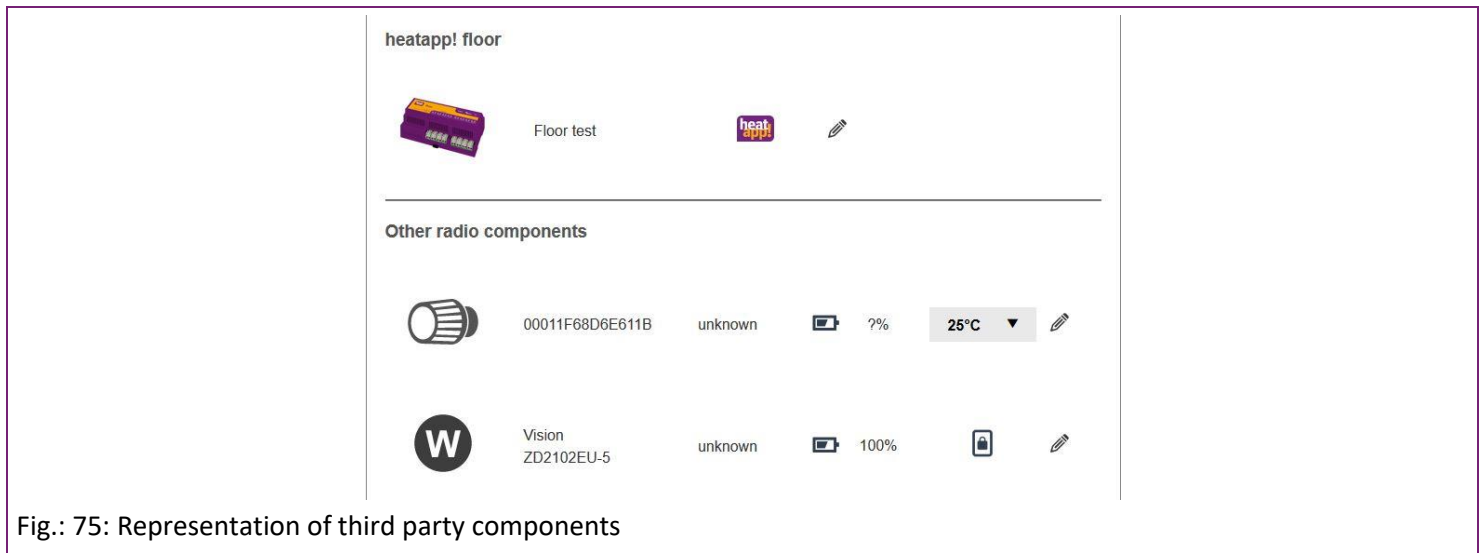 heatapp! floor
Floor test
heat
app!
Other radio components
00011F68D6E611B unknown ?% 25°C ▼
W
Vision
ZD2102EU-5
unknown 100%
Fig.: 75: Representation of third party components